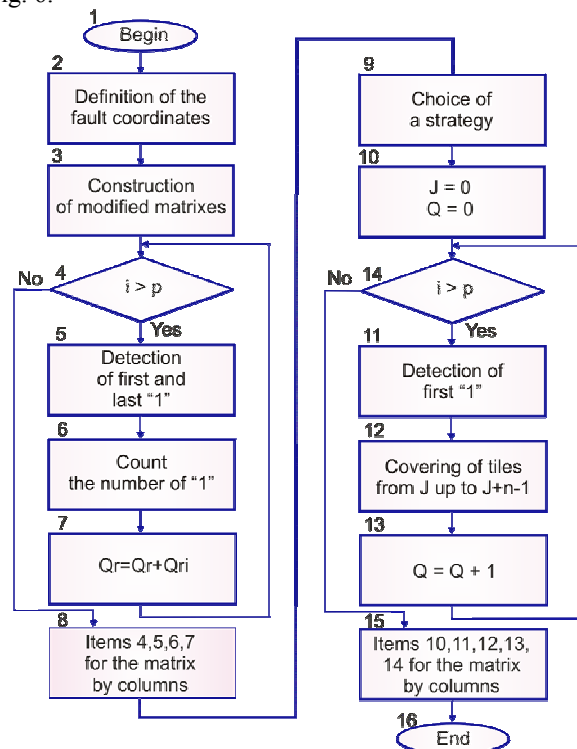 1
Begin
2
Definition of the
fault coordinates
3
Construction
of modified matrixes
No
4
i > p
Yes
5
Detection
of first and
last “1”
6
Count
the number of “1”
7
Qr=Qr+Qri
8
Items 4,5,6,7
for the matrix
by columns
9
Choice of
a strategy
10
J = 0
Q = 0
No
14
i > p
Yes
11
Detection of
first “1”
12
Covering of tiles
from J up to J+n-1
13
Q = Q + 1
15
Items 10,11,12,13,
14 for the matrix
by columns
16
End